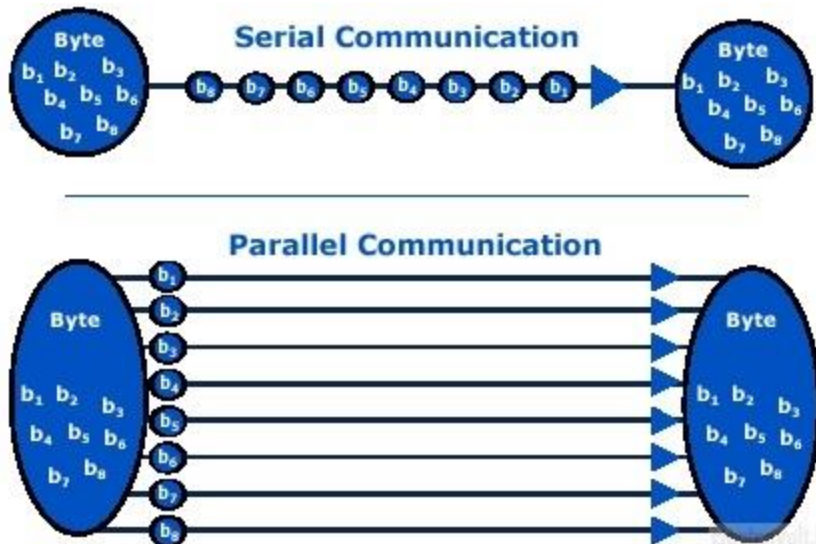 Serial Communication
Byte
b₁ b₂ b₃
b₄ b₅ b₆
b₇ b₈
b₈ b₇ b₆ b₅ b₄ b₃ b₂ b₁
Byte
b₁ b₂ b₃
b₄ b₅ b₆
b₇ b₈
Parallel Communication
Byte
b₁ b₂ b₃
b₄ b₅ b₆
b₇ b₈
b₁
b₂
b₃
b₄
b₅
b₆
b₇
b₈
Byte
b₁ b₂ b₃
b₄ b₅ b₆
b₇ b₈